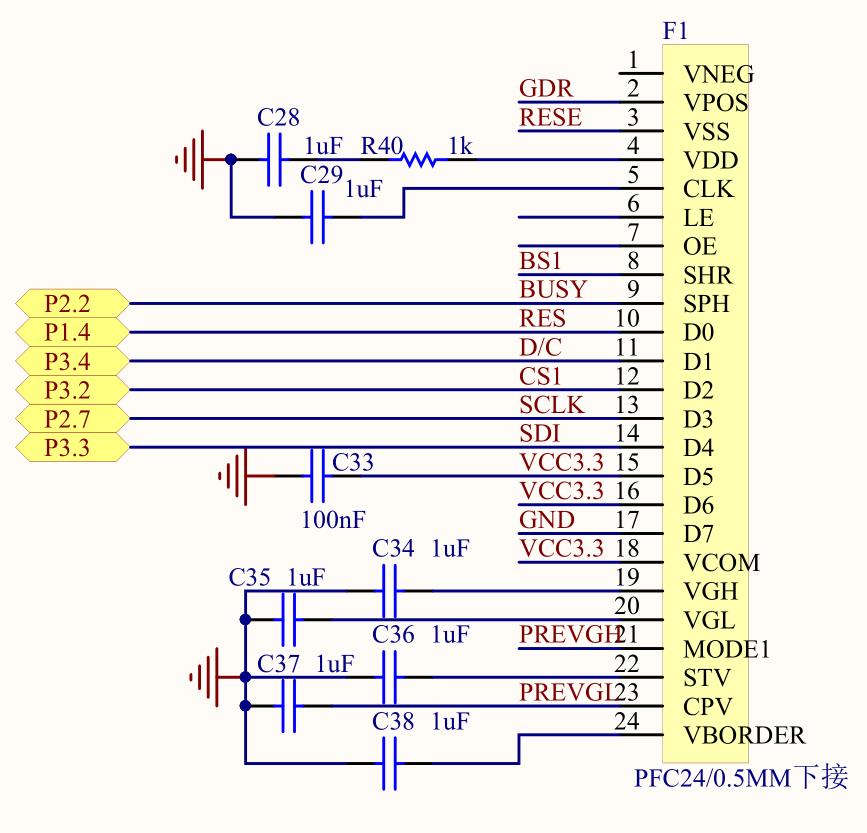 F1
1 VNEG
GDR 2 VPOS
RESE 3 VSS
C28 1uF R40 1k 4 VDD
C29 1uF 5 CLK
6 LE
7 OE
BS1 8 SHR
P2.2 BUSY 9 SPH
P1.4 RES 10 D0
P3.4 D/C 11 D1
P3.2 CS1 12 D2
P2.7 SCLK 13 D3
P3.3 SDI 14 D4
C33 VCC3.3 15 D5
VCC3.3 16 D6
100nF GND 17 D7
VCC3.3 18 VCOM
C34 1uF 19 VGH
C35 1uF 20 VGL
C36 1uF PREVGH 21 MODE1
22 STV
C37 1uF PREVGL 23 CPV
C38 1uF 24 VBORDER
PFC24/0.5MM下接